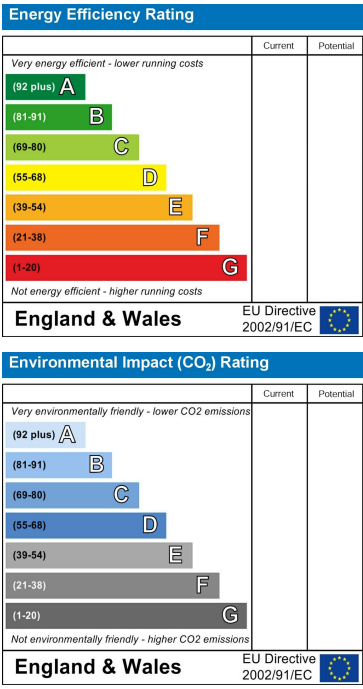 Energy Efficiency Rating
Current Potential
Very energy efficient - lower running costs
(92 plus) A
(81-91) B
(69-80) C
(55-68) D
(39-54) E
(21-38) F
(1-20) G
Not energy efficient - higher running costs
England & Wales
EU Directive
2002/91/EC
Environmental Impact (CO₂) Rating
Current Potential
Very environmentally friendly - lower CO2 emissions
(92 plus) A
(81-91) B
(69-80) C
(55-68) D
(39-54) E
(21-38) F
(1-20) G
Not environmentally friendly - higher CO2 emissions
England & Wales
EU Directive
2002/91/EC